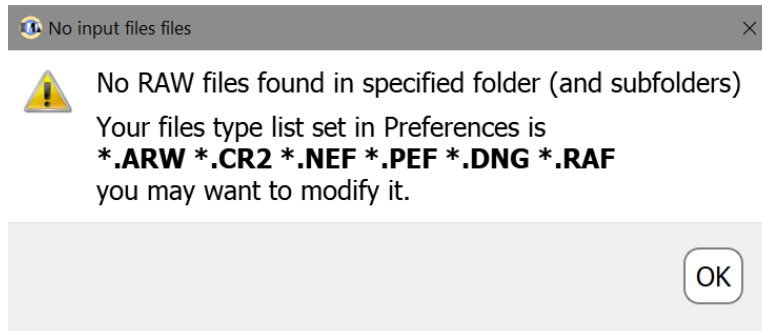 No input files files
No RAW files found in specified folder (and subfolders)
Your files type list set in Preferences is
*.ARW *.CR2 *.NEF *.PEF *.DNG *.RAF
you may want to modify it.
OK